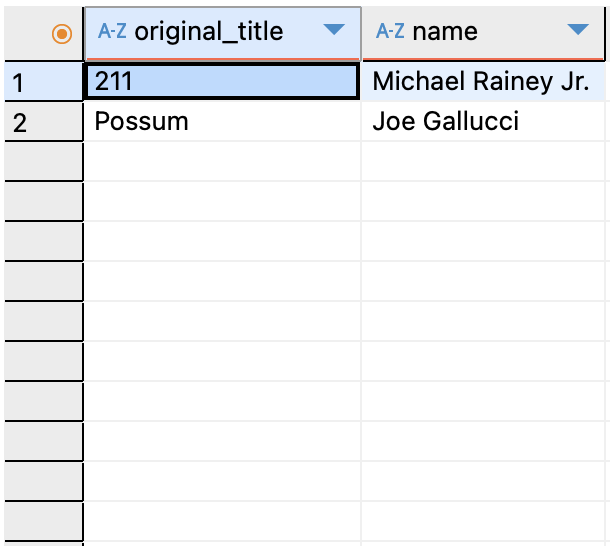 A-Z original_title A-Z name
1 211 Michael Rainey Jr.
2 Possum Joe Gallucci